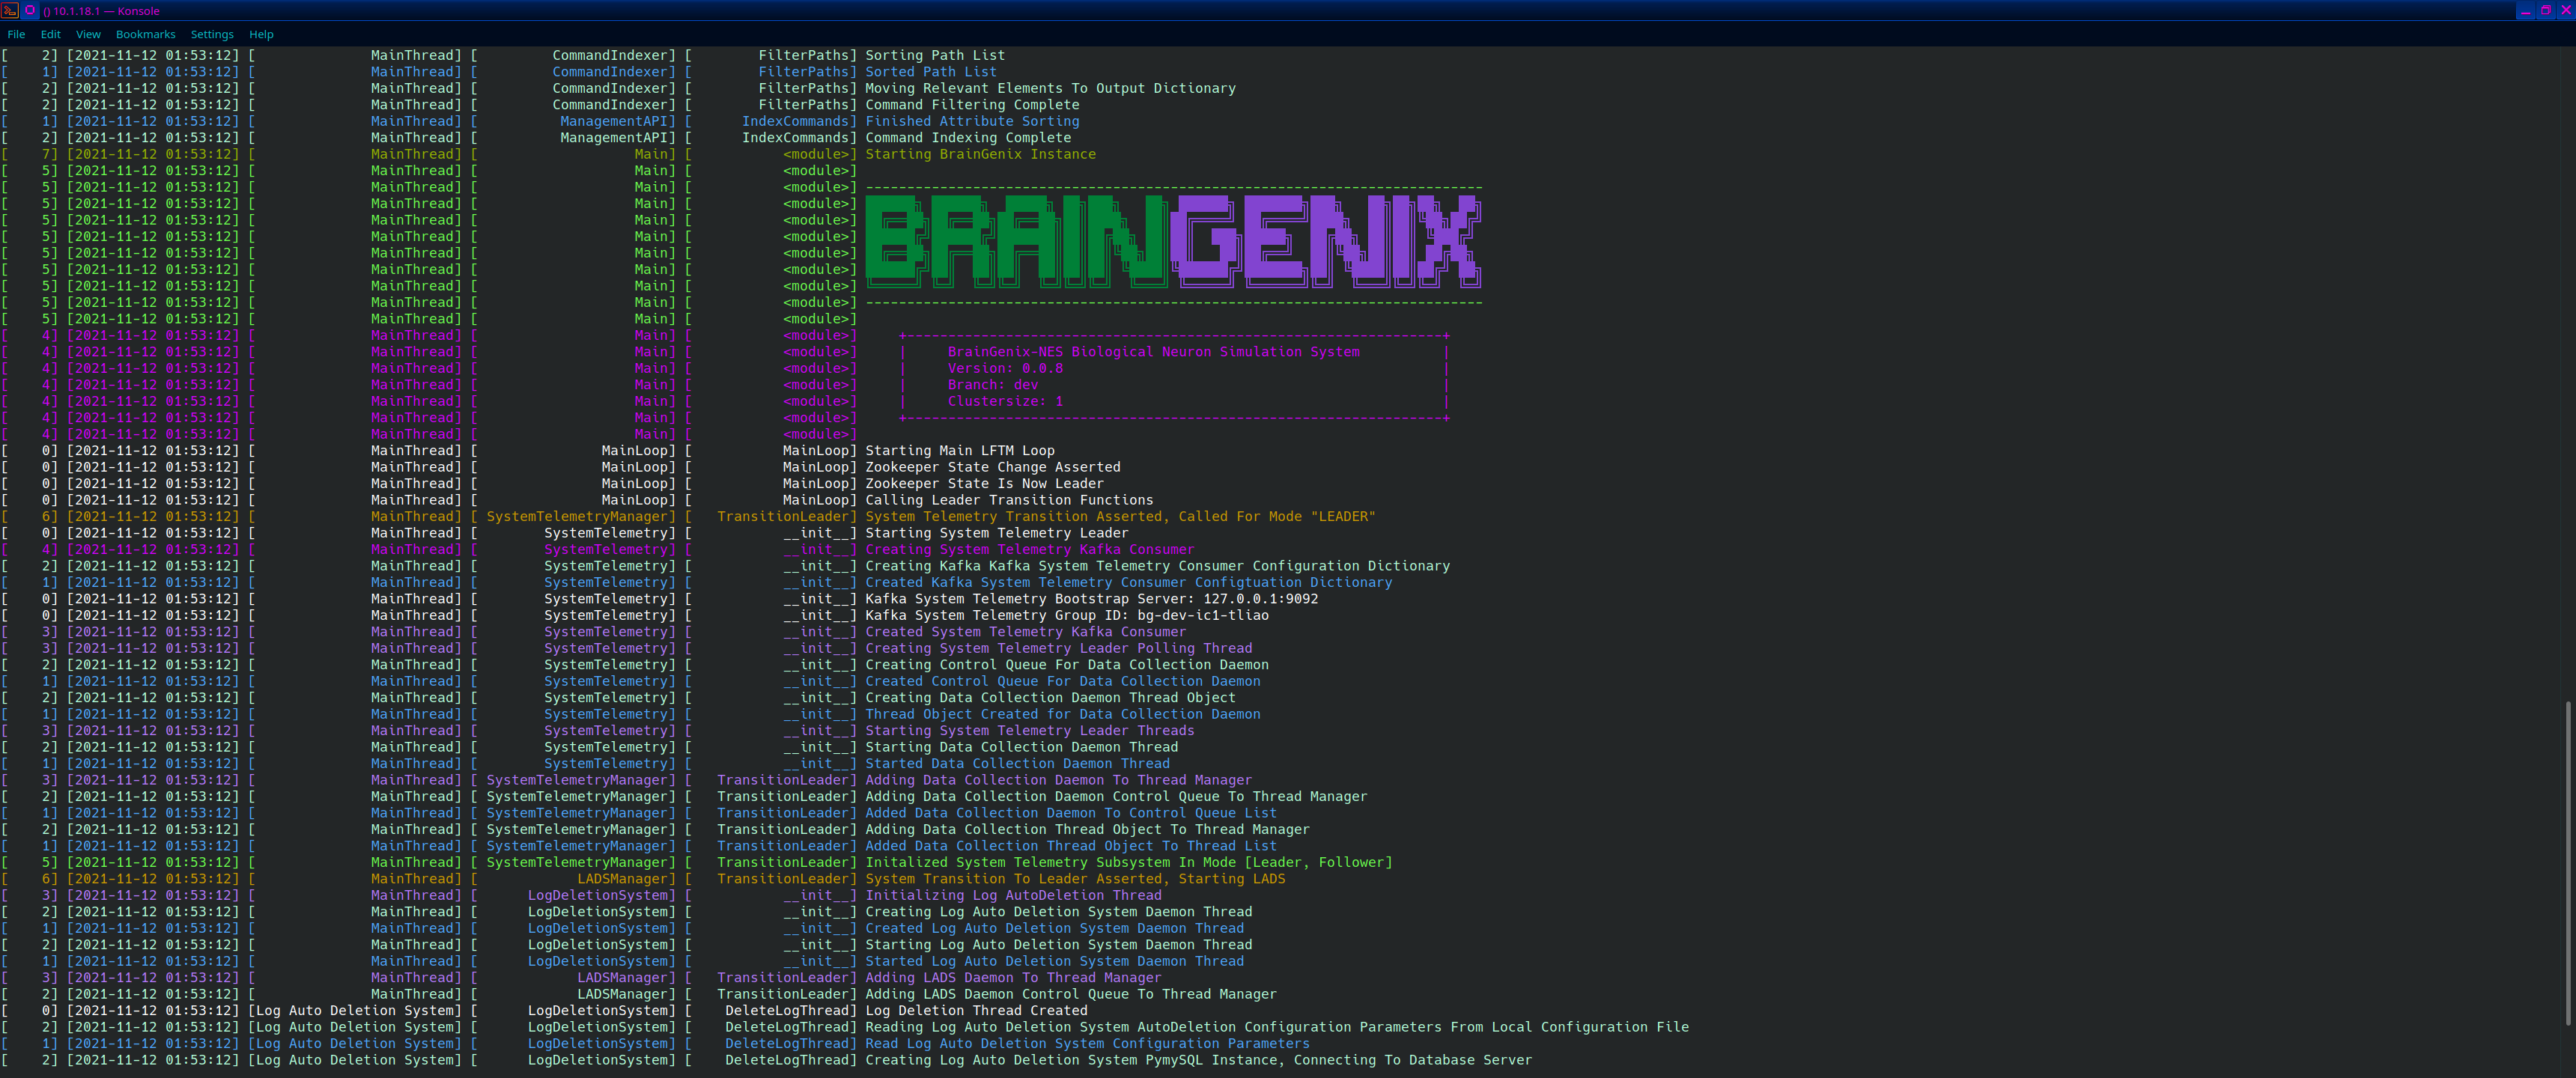 () 10.1.18.1 — Konsole
File Edit View Bookmarks Settings Help
[ 2] [2021-11-12 01:53:12] [ MainThread] [ CommandIndexer] [ FilterPaths] Sorting Path List
[ 1] [2021-11-12 01:53:12] [ MainThread] [ CommandIndexer] [ FilterPaths] Sorted Path List
[ 2] [2021-11-12 01:53:12] [ MainThread] [ CommandIndexer] [ FilterPaths] Moving Relevant Elements To Output Dictionary
[ 2] [2021-11-12 01:53:12] [ MainThread] [ CommandIndexer] [ FilterPaths] Command Filtering Complete
[ 1] [2021-11-12 01:53:12] [ MainThread] [ ManagementAPI] [ IndexCommands] Finished Attribute Sorting
[ 2] [2021-11-12 01:53:12] [ MainThread] [ ManagementAPI] [ IndexCommands] Command Indexing Complete
[ 7] [2021-11-12 01:53:12] [ MainThread] [ Main] [ <module>] Starting BrainGenix Instance
[ 5] [2021-11-12 01:53:12] [ MainThread] [ Main] [ <module>]
[ 5] [2021-11-12 01:53:12] [ MainThread] [ Main] [ <module>] ---------------------------------------------------------------------------
[ 5] [2021-11-12 01:53:12] [ MainThread] [ Main] [ <module>] BRAINGENIX
[ 5] [2021-11-12 01:53:12] [ MainThread] [ Main] [ <module>]
[ 5] [2021-11-12 01:53:12] [ MainThread] [ Main] [ <module>]
[ 5] [2021-11-12 01:53:12] [ MainThread] [ Main] [ <module>]
[ 5] [2021-11-12 01:53:12] [ MainThread] [ Main] [ <module>]
[ 5] [2021-11-12 01:53:12] [ MainThread] [ Main] [ <module>]
[ 5] [2021-11-12 01:53:12] [ MainThread] [ Main] [ <module>] ---------------------------------------------------------------------------
[ 5] [2021-11-12 01:53:12] [ MainThread] [ Main] [ <module>]
[ 4] [2021-11-12 01:53:12] [ MainThread] [ Main] [ <module>] +-----------------------------------------------------------------+
[ 4] [2021-11-12 01:53:12] [ MainThread] [ Main] [ <module>] | BrainGenix-NES Biological Neuron Simulation System |
[ 4] [2021-11-12 01:53:12] [ MainThread] [ Main] [ <module>] | Version: 0.0.8 |
[ 4] [2021-11-12 01:53:12] [ MainThread] [ Main] [ <module>] | Branch: dev |
[ 4] [2021-11-12 01:53:12] [ MainThread] [ Main] [ <module>] | Clustersize: 1 |
[ 4] [2021-11-12 01:53:12] [ MainThread] [ Main] [ <module>] +-----------------------------------------------------------------+
[ 4] [2021-11-12 01:53:12] [ MainThread] [ Main] [ <module>]
[ 0] [2021-11-12 01:53:12] [ MainThread] [ MainLoop] [ MainLoop] Starting Main LFTM Loop
[ 0] [2021-11-12 01:53:12] [ MainThread] [ MainLoop] [ MainLoop] Zookeeper State Change Asserted
[ 0] [2021-11-12 01:53:12] [ MainThread] [ MainLoop] [ MainLoop] Zookeeper State Is Now Leader
[ 0] [2021-11-12 01:53:12] [ MainThread] [ MainLoop] [ MainLoop] Calling Leader Transition Functions
[ 6] [2021-11-12 01:53:12] [ MainThread] [ SystemTelemetryManager] [ TransitionLeader] System Telemetry Transition Asserted, Called For Mode "LEADER"
[ 0] [2021-11-12 01:53:12] [ MainThread] [ SystemTelemetry] [ __init__] Starting System Telemetry Leader
[ 4] [2021-11-12 01:53:12] [ MainThread] [ SystemTelemetry] [ __init__] Creating System Telemetry Kafka Consumer
[ 2] [2021-11-12 01:53:12] [ MainThread] [ SystemTelemetry] [ __init__] Creating Kafka Kafka System Telemetry Consumer Configuration Dictionary
[ 1] [2021-11-12 01:53:12] [ MainThread] [ SystemTelemetry] [ __init__] Created Kafka System Telemetry Consumer Configtuation Dictionary
[ 0] [2021-11-12 01:53:12] [ MainThread] [ SystemTelemetry] [ __init__] Kafka System Telemetry Bootstrap Server: 127.0.0.1:9092
[ 0] [2021-11-12 01:53:12] [ MainThread] [ SystemTelemetry] [ __init__] Kafka System Telemetry Group ID: bg-dev-ic1-tliao
[ 3] [2021-11-12 01:53:12] [ MainThread] [ SystemTelemetry] [ __init__] Created System Telemetry Kafka Consumer
[ 3] [2021-11-12 01:53:12] [ MainThread] [ SystemTelemetry] [ __init__] Creating System Telemetry Leader Polling Thread
[ 2] [2021-11-12 01:53:12] [ MainThread] [ SystemTelemetry] [ __init__] Creating Control Queue For Data Collection Daemon
[ 1] [2021-11-12 01:53:12] [ MainThread] [ SystemTelemetry] [ __init__] Created Control Queue For Data Collection Daemon
[ 2] [2021-11-12 01:53:12] [ MainThread] [ SystemTelemetry] [ __init__] Creating Data Collection Daemon Thread Object
[ 1] [2021-11-12 01:53:12] [ MainThread] [ SystemTelemetry] [ __init__] Thread Object Created for Data Collection Daemon
[ 3] [2021-11-12 01:53:12] [ MainThread] [ SystemTelemetry] [ __init__] Starting System Telemetry Leader Threads
[ 2] [2021-11-12 01:53:12] [ MainThread] [ SystemTelemetry] [ __init__] Starting Data Collection Daemon Thread
[ 1] [2021-11-12 01:53:12] [ MainThread] [ SystemTelemetry] [ __init__] Started Data Collection Daemon Thread
[ 3] [2021-11-12 01:53:12] [ MainThread] [ SystemTelemetryManager] [ TransitionLeader] Adding Data Collection Daemon To Thread Manager
[ 2] [2021-11-12 01:53:12] [ MainThread] [ SystemTelemetryManager] [ TransitionLeader] Adding Data Collection Daemon Control Queue To Thread Manager
[ 1] [2021-11-12 01:53:12] [ MainThread] [ SystemTelemetryManager] [ TransitionLeader] Added Data Collection Daemon To Control Queue List
[ 2] [2021-11-12 01:53:12] [ MainThread] [ SystemTelemetryManager] [ TransitionLeader] Adding Data Collection Thread Object To Thread Manager
[ 1] [2021-11-12 01:53:12] [ MainThread] [ SystemTelemetryManager] [ TransitionLeader] Added Data Collection Thread Object To Thread List
[ 5] [2021-11-12 01:53:12] [ MainThread] [ SystemTelemetryManager] [ TransitionLeader] Initalized System Telemetry Subsystem In Mode [Leader, Follower]
[ 6] [2021-11-12 01:53:12] [ MainThread] [ LADSManager] [ TransitionLeader] System Transition To Leader Asserted, Starting LADS
[ 3] [2021-11-12 01:53:12] [ MainThread] [ LogDeletionSystem] [ __init__] Initializing Log AutoDeletion Thread
[ 2] [2021-11-12 01:53:12] [ MainThread] [ LogDeletionSystem] [ __init__] Creating Log Auto Deletion System Daemon Thread
[ 1] [2021-11-12 01:53:12] [ MainThread] [ LogDeletionSystem] [ __init__] Created Log Auto Deletion System Daemon Thread
[ 2] [2021-11-12 01:53:12] [ MainThread] [ LogDeletionSystem] [ __init__] Starting Log Auto Deletion System Daemon Thread
[ 1] [2021-11-12 01:53:12] [ MainThread] [ LogDeletionSystem] [ __init__] Started Log Auto Deletion System Daemon Thread
[ 3] [2021-11-12 01:53:12] [ MainThread] [ LADSManager] [ TransitionLeader] Adding LADS Daemon To Thread Manager
[ 2] [2021-11-12 01:53:12] [ MainThread] [ LADSManager] [ TransitionLeader] Adding LADS Daemon Control Queue To Thread Manager
[ 0] [2021-11-12 01:53:12] [Log Auto Deletion System] [ LogDeletionSystem] [ DeleteLogThread] Log Deletion Thread Created
[ 2] [2021-11-12 01:53:12] [Log Auto Deletion System] [ LogDeletionSystem] [ DeleteLogThread] Reading Log Auto Deletion System AutoDeletion Configuration Parameters From Local Configuration File
[ 1] [2021-11-12 01:53:12] [Log Auto Deletion System] [ LogDeletionSystem] [ DeleteLogThread] Read Log Auto Deletion System Configuration Parameters
[ 2] [2021-11-12 01:53:12] [Log Auto Deletion System] [ LogDeletionSystem] [ DeleteLogThread] Creating Log Auto Deletion System PymySQL Instance, Connecting To Database Server